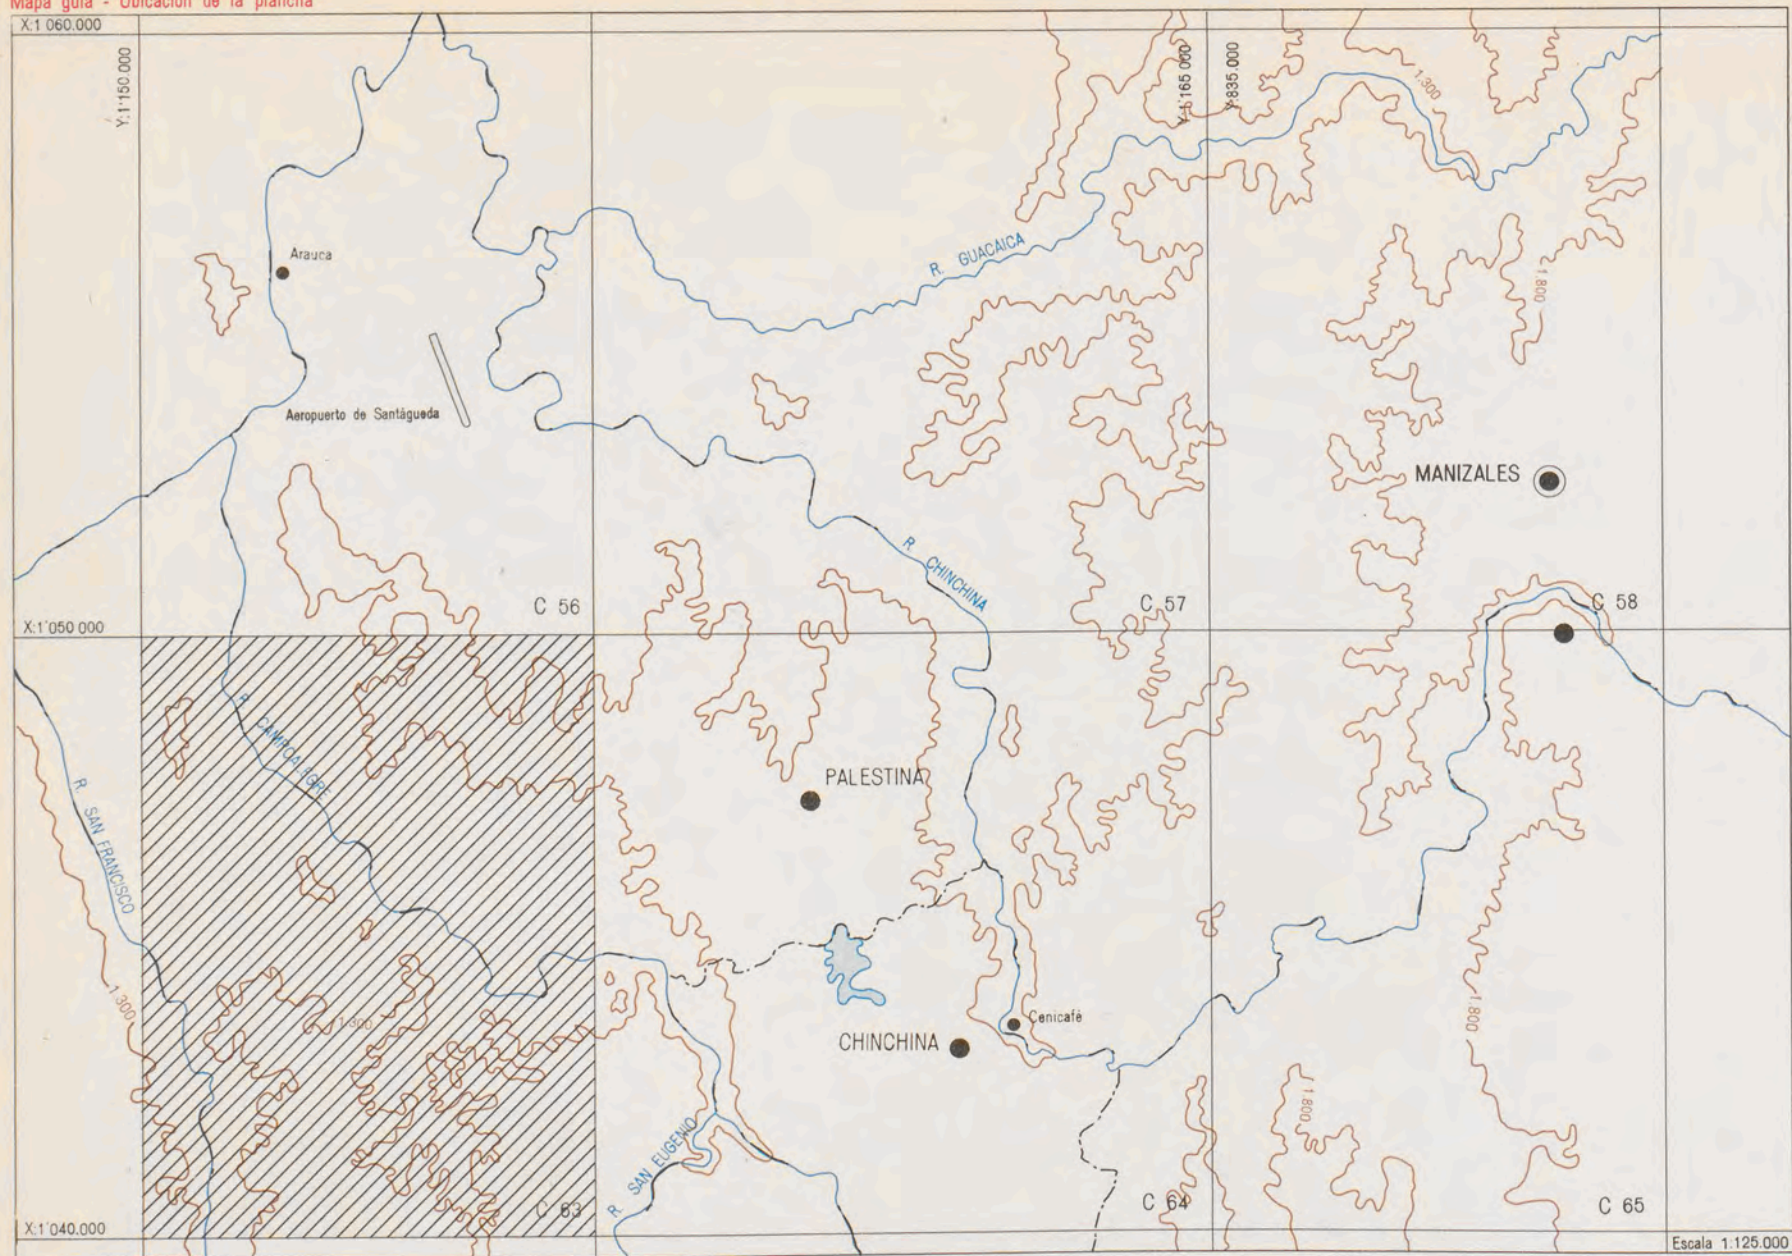 Mapa guía - Ubicación de la plancha
X:1 060.000
Y:1'150.000
Y:1'165 000
Y:835.000
1.300
R. GUACAICA
Arauca
1.800
Aeropuerto de Santágueda
MANIZALES
R. CHINCHINA
C 56
C 57
C 58
X:1'050 000
R. CAMPOALEGRE
PALESTINA
R. SAN FRANCISCO
1.300
1.300
Cenicafé
CHINCHINA
1.800
1.800
R. SAN EUGENIO
C 63
C 64
C 65
X:1'040.000
Escala 1:125.000